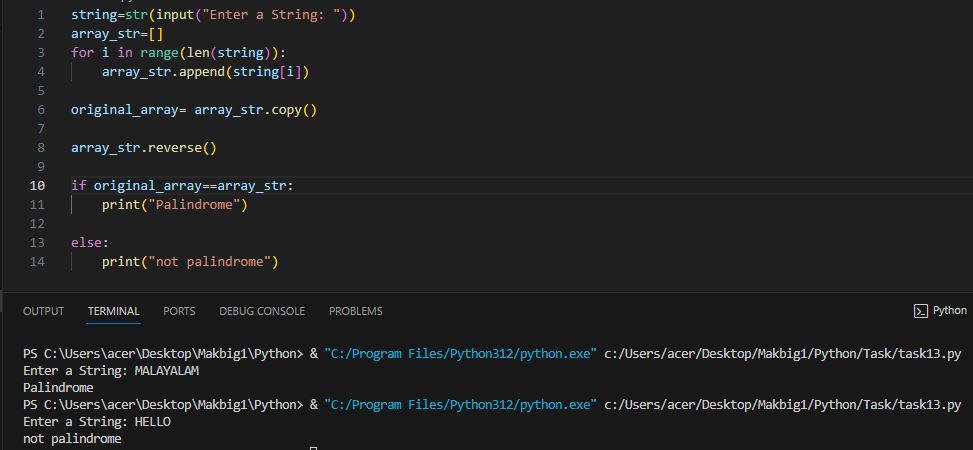 1 string=str(input("Enter a String: "))
2 array_str=[]
3 for i in range(len(string)):
4     array_str.append(string[i])
5
6 original_array= array_str.copy()
7
8 array_str.reverse()
9
10 if original_array==array_str:
11     print("Palindrome")
12
13 else:
14     print("not palindrome")
OUTPUT TERMINAL PORTS DEBUG CONSOLE PROBLEMS Python
PS C:\Users\acer\Desktop\Makbig1\Python> & "C:/Program Files/Python312/python.exe" c:/Users/acer/Desktop/Makbig1/Python/Task/task13.py
Enter a String: MALAYALAM
Palindrome
PS C:\Users\acer\Desktop\Makbig1\Python> & "C:/Program Files/Python312/python.exe" c:/Users/acer/Desktop/Makbig1/Python/Task/task13.py
Enter a String: HELLO
not palindrome